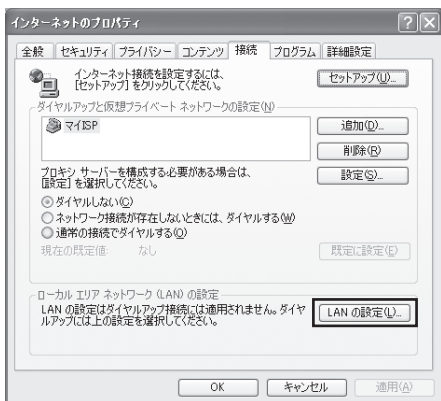 インターネットのプロパティ
全般 セキュリティ プライバシー コンテンツ 接続 プログラム 詳細設定
インターネット接続を設定するには、
[セットアップ] をクリックしてください。
セットアップ(U)...
ダイヤルアップと仮想プライベート ネットワークの設定(N)
マイISP
追加(D)...
削除(R)
プロキシ サーバーを構成する必要がある場合は、
[設定] を選択してください。
設定(S)...
ダイヤルしない(C)
ネットワーク接続が存在しないときには、ダイヤルする(W)
通常の接続でダイヤルする(O)
現在の既定値: なし
既定に設定(E)
ローカル エリア ネットワーク (LAN) の設定
LAN の設定はダイヤルアップ接続には適用されません。ダイヤ
ルアップには上の設定を選択してください。
LAN の設定(L)...
OK キャンセル 適用(A)